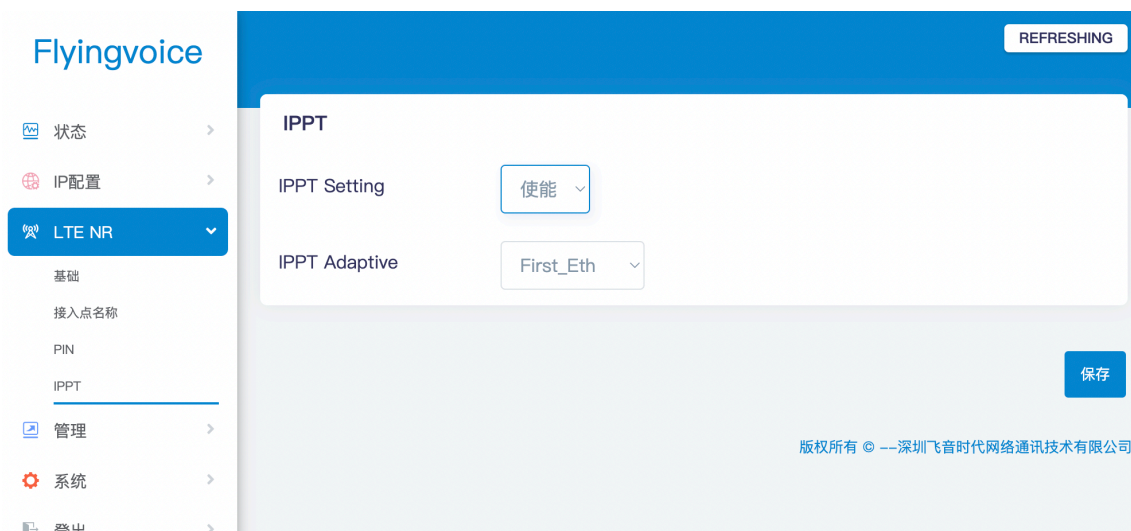 Flyingvoice
REFRESHING
状态
IP配置
LTE NR
基础
接入点名称
PIN
IPPT
管理
系统
登出
IPPT
IPPT Setting
使能
IPPT Adaptive
First_Eth
保存
版权所有 © --深圳飞音时代网络通讯技术有限公司